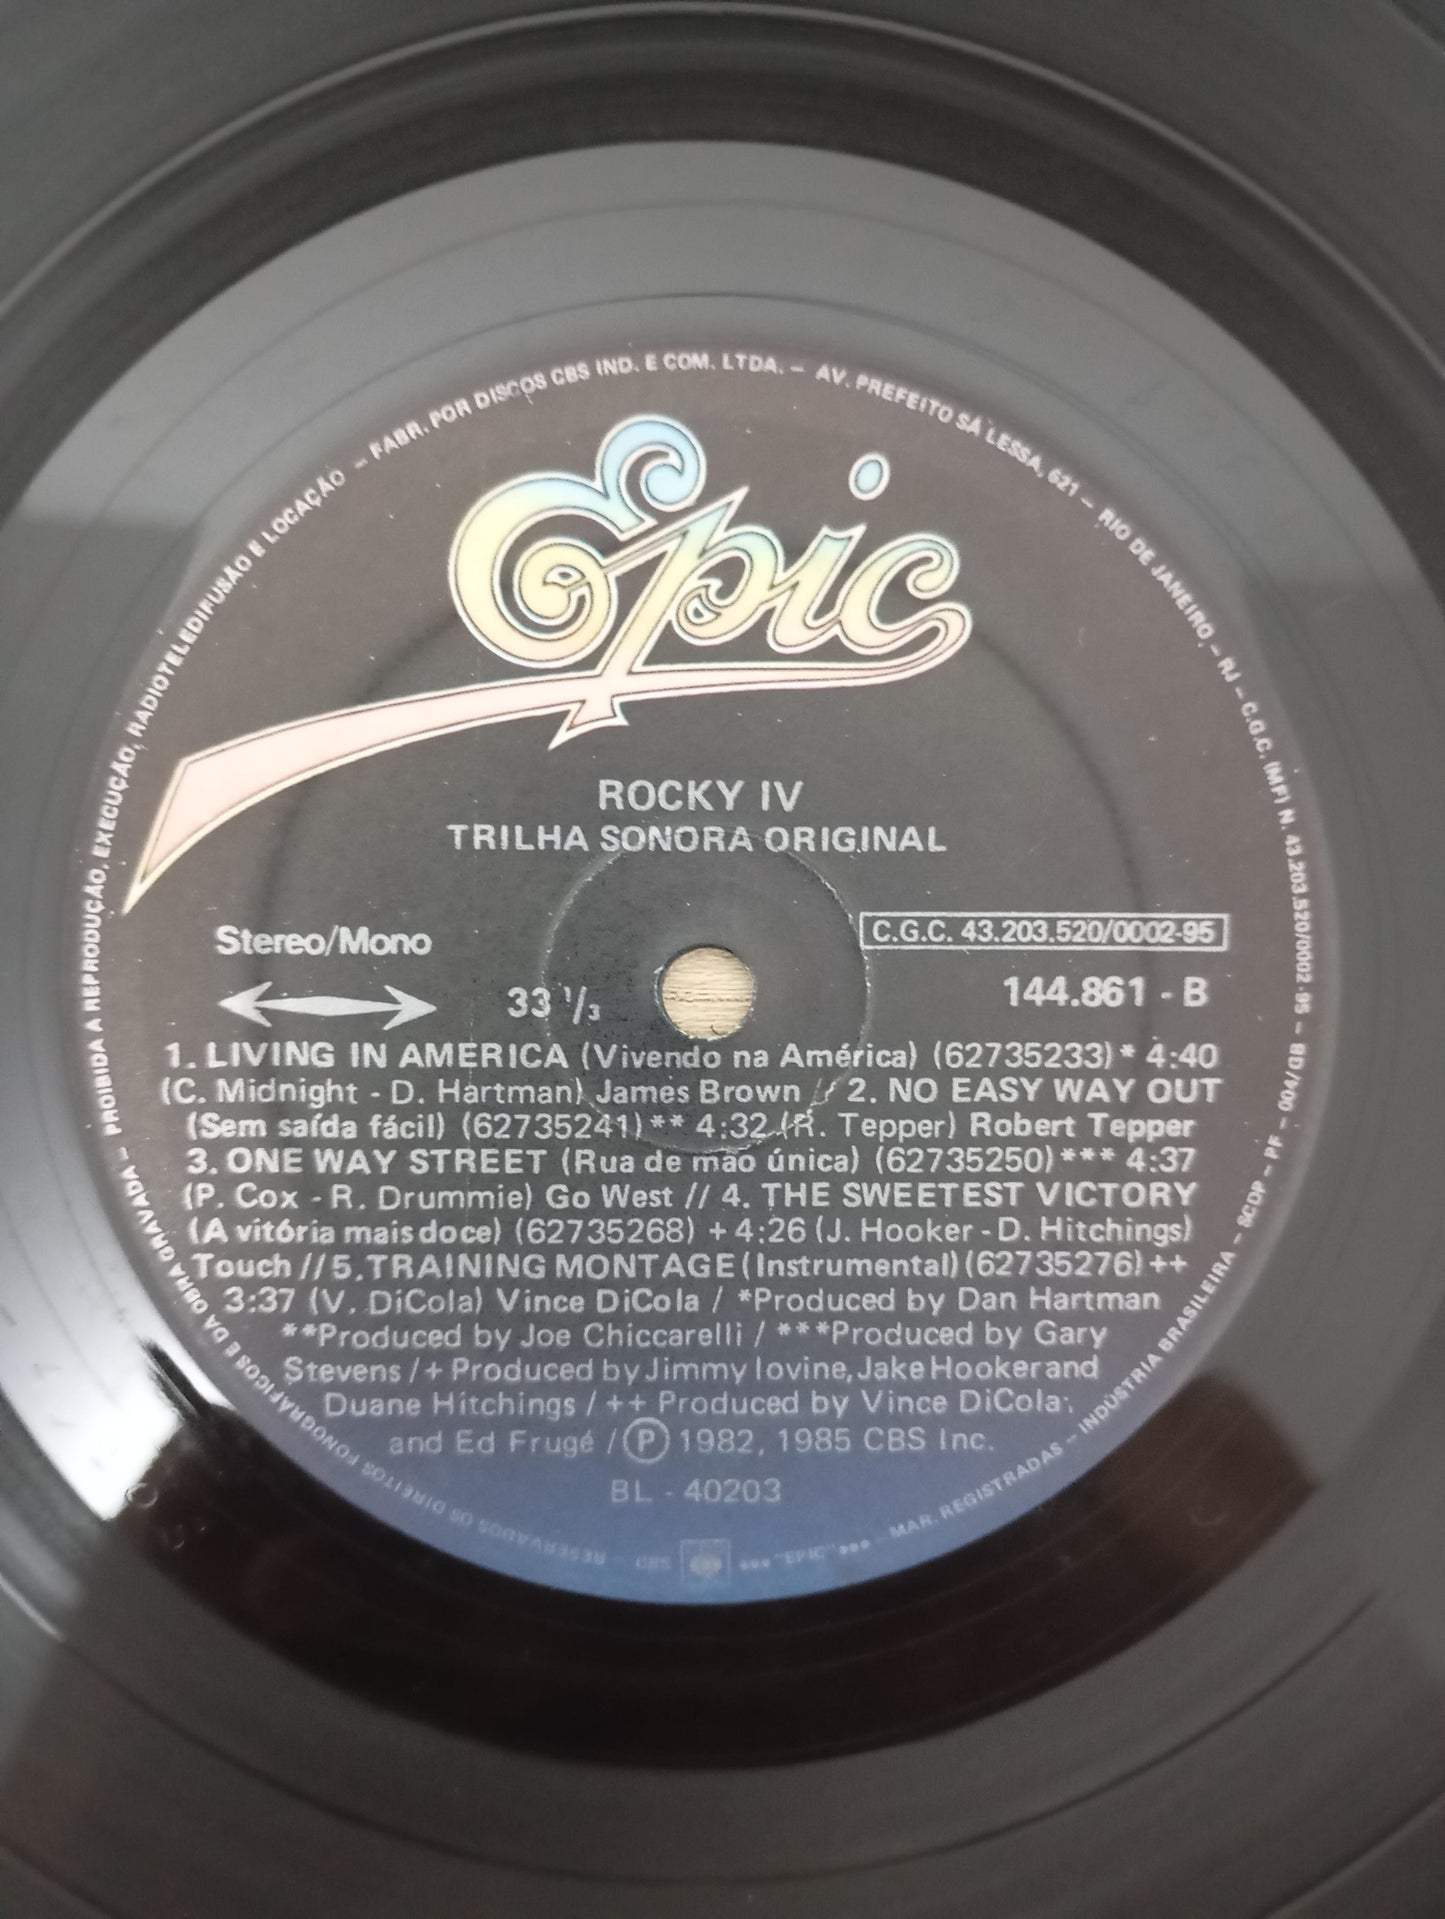 PROIBIDA A REPRODUÇÃO, EXECUÇÃO, RADIOTELEDIFUSÃO E LOCAÇÃO – FABR. POR DISCOS CBS IND. E COM. LTDA. – AV. PREFEITO SÁ LESSA, 621 – RIO DE JANEIRO – RJ – C.G.C. (MF) N. 43.203.520/0002-95 – BD/04/00 – PF – SCDP – INDÚSTRIA BRASILEIRA
Epic
ROCKY IV
TRILHA SONORA ORIGINAL
Stereo/Mono
C.G.C. 43.203.520/0002-95
33 1/3
144.861 - B
1. LIVING IN AMERICA (Vivendo na América) (62735233)* 4:40
(C. Midnight - D. Hartman) James Brown // 2. NO EASY WAY OUT
(Sem saída fácil) (62735241)** 4:32 (R. Tepper) Robert Tepper
3. ONE WAY STREET (Rua de mão única) (62735250)*** 4:37
(P. Cox - R. Drummie) Go West // 4. THE SWEETEST VICTORY
(A vitória mais doce) (62735268) + 4:26 (J. Hooker - D. Hitchings)
Touch // 5. TRAINING MONTAGE (Instrumental) (62735276) ++
3:37 (V. DiCola) Vince DiCola / *Produced by Dan Hartman
**Produced by Joe Chiccarelli / ***Produced by Gary
Stevens / + Produced by Jimmy Iovine, Jake Hooker and
Duane Hitchings / ++ Produced by Vince DiCola
and Ed Frugé / Ⓟ 1982, 1985 CBS Inc.
BL - 40203
RESERVADOS OS DIREITOS FONOGRÁFICOS E DA OBRA GRAVADA –
CBS *** "EPIC" *** – MAR. REGISTRADAS –